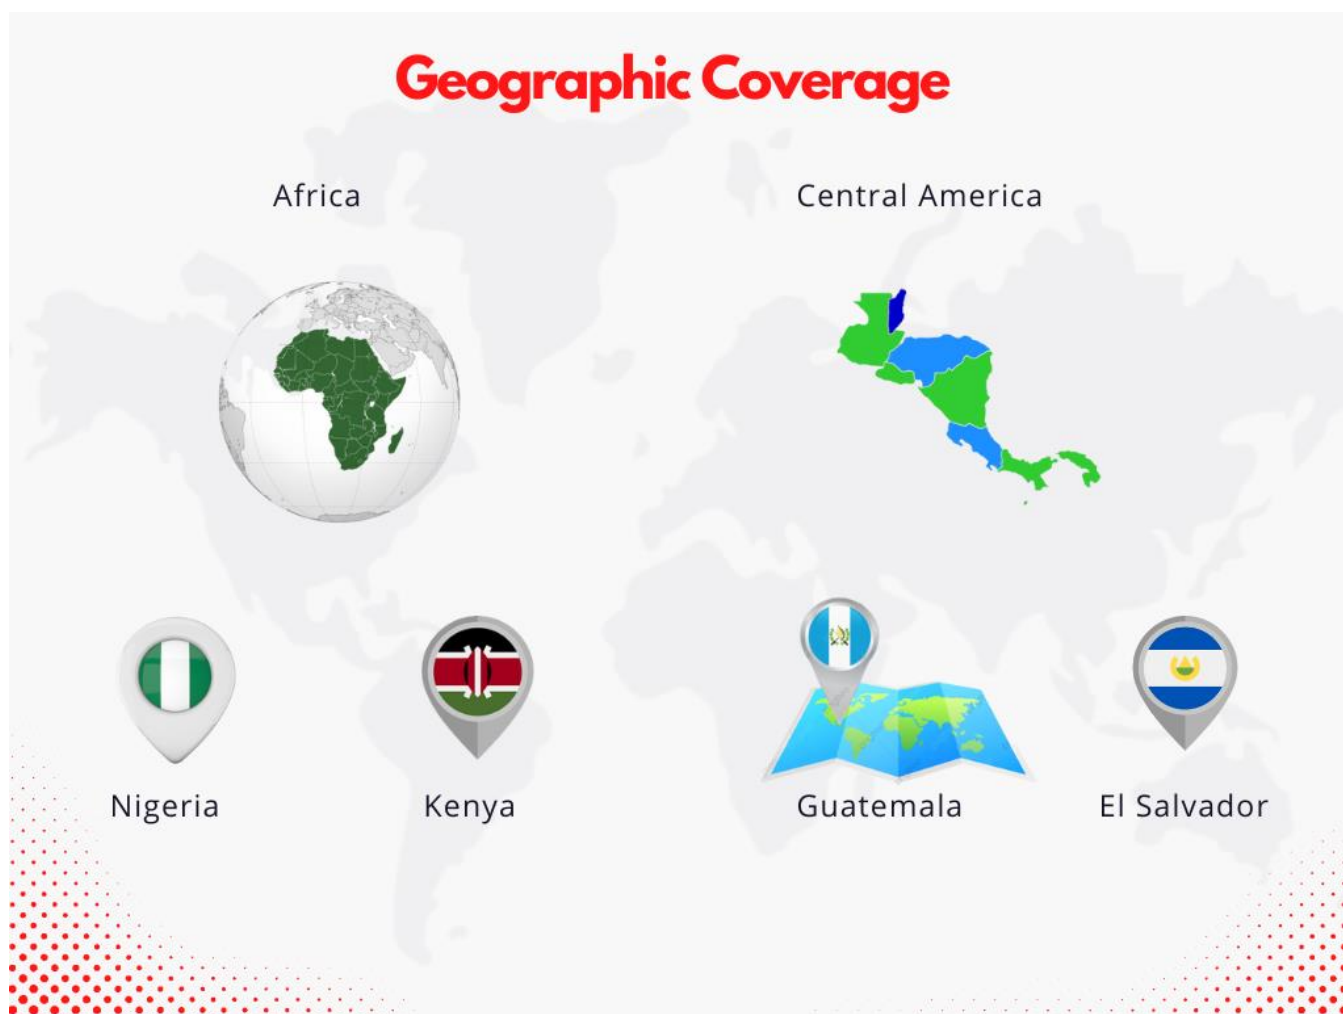 Geographic Coverage
Africa
Central America
Nigeria
Kenya
Guatemala
El Salvador